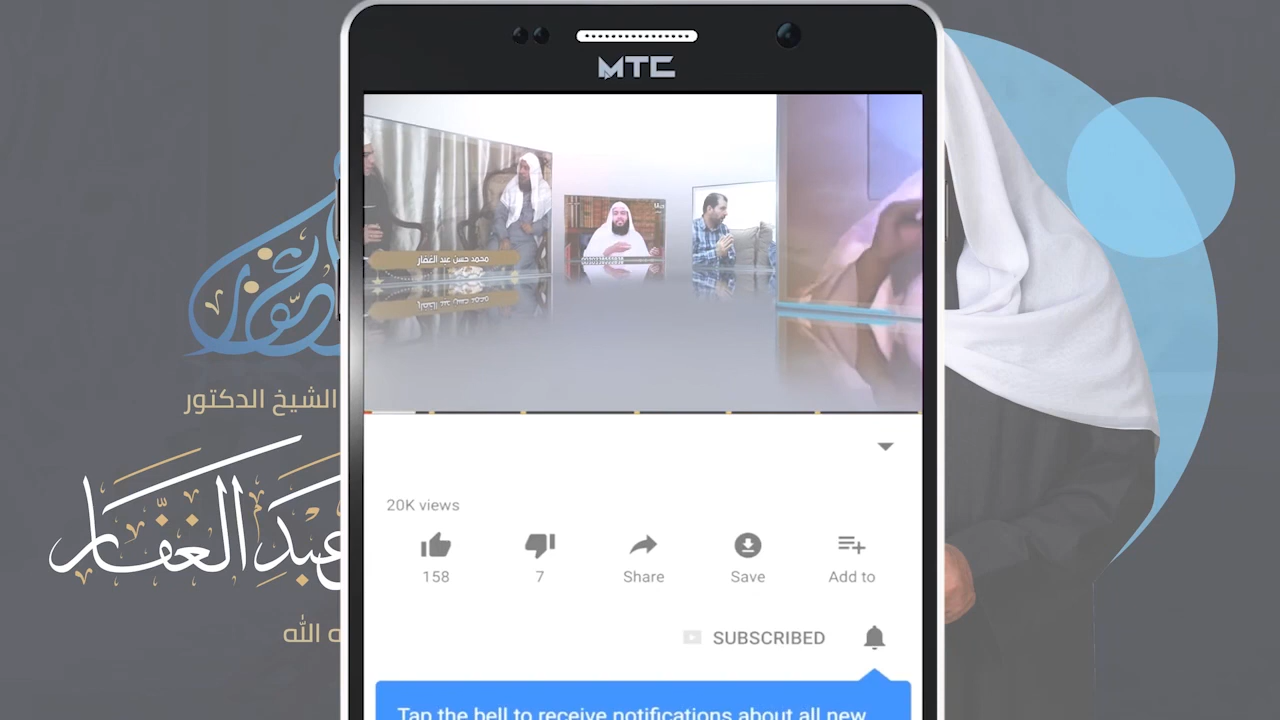 MTC
محمد حسن عبد الغفار
20K views
158
7
Share
Save
Add to
SUBSCRIBED
Tap the bell to receive notifications about all new
الشيخ الدكتور
عبد الغفار
الله